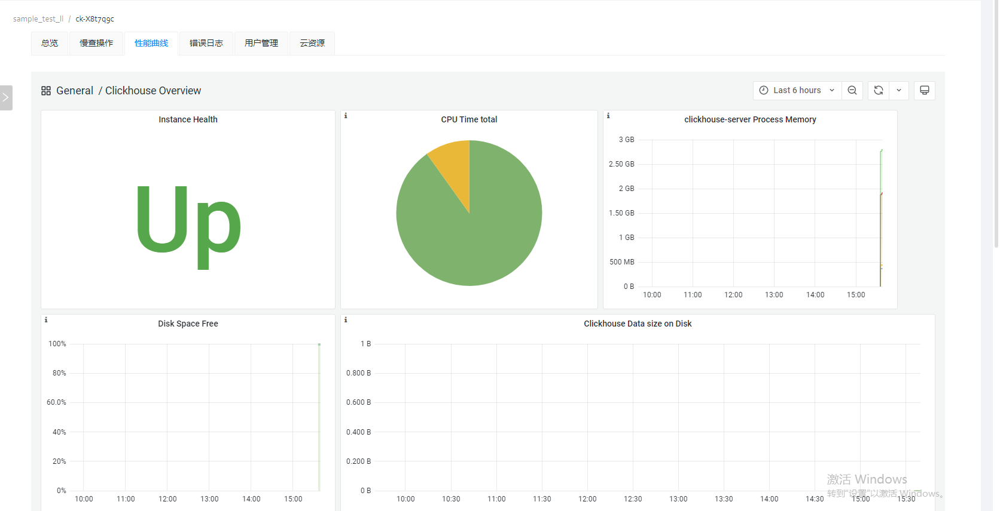 sample_test_ll / ck-X8t7q9c
总览 慢查操作 性能曲线 错误日志 用户管理 云资源
General / Clickhouse Overview
Last 6 hours
Instance Health
Up
CPU Time total
clickhouse-server Process Memory
3 GB
2.50 GB
2 GB
1.50 GB
1 GB
500 MB
0 B
10:00 11:00 12:00 13:00 14:00 15:00
Disk Space Free
100%
80%
60.0%
40%
20%
0%
10:00 11:00 12:00 13:00 14:00 15:00
Clickhouse Data size on Disk
1 B
0.800 B
0.600 B
0.400 B
0.200 B
0 B
10:00 10:30 11:00 11:30 12:00 12:30 13:00 13:30 14:00 14:30 15:00 15:30
激活 Windows
转到“设置”以激活 Windows。